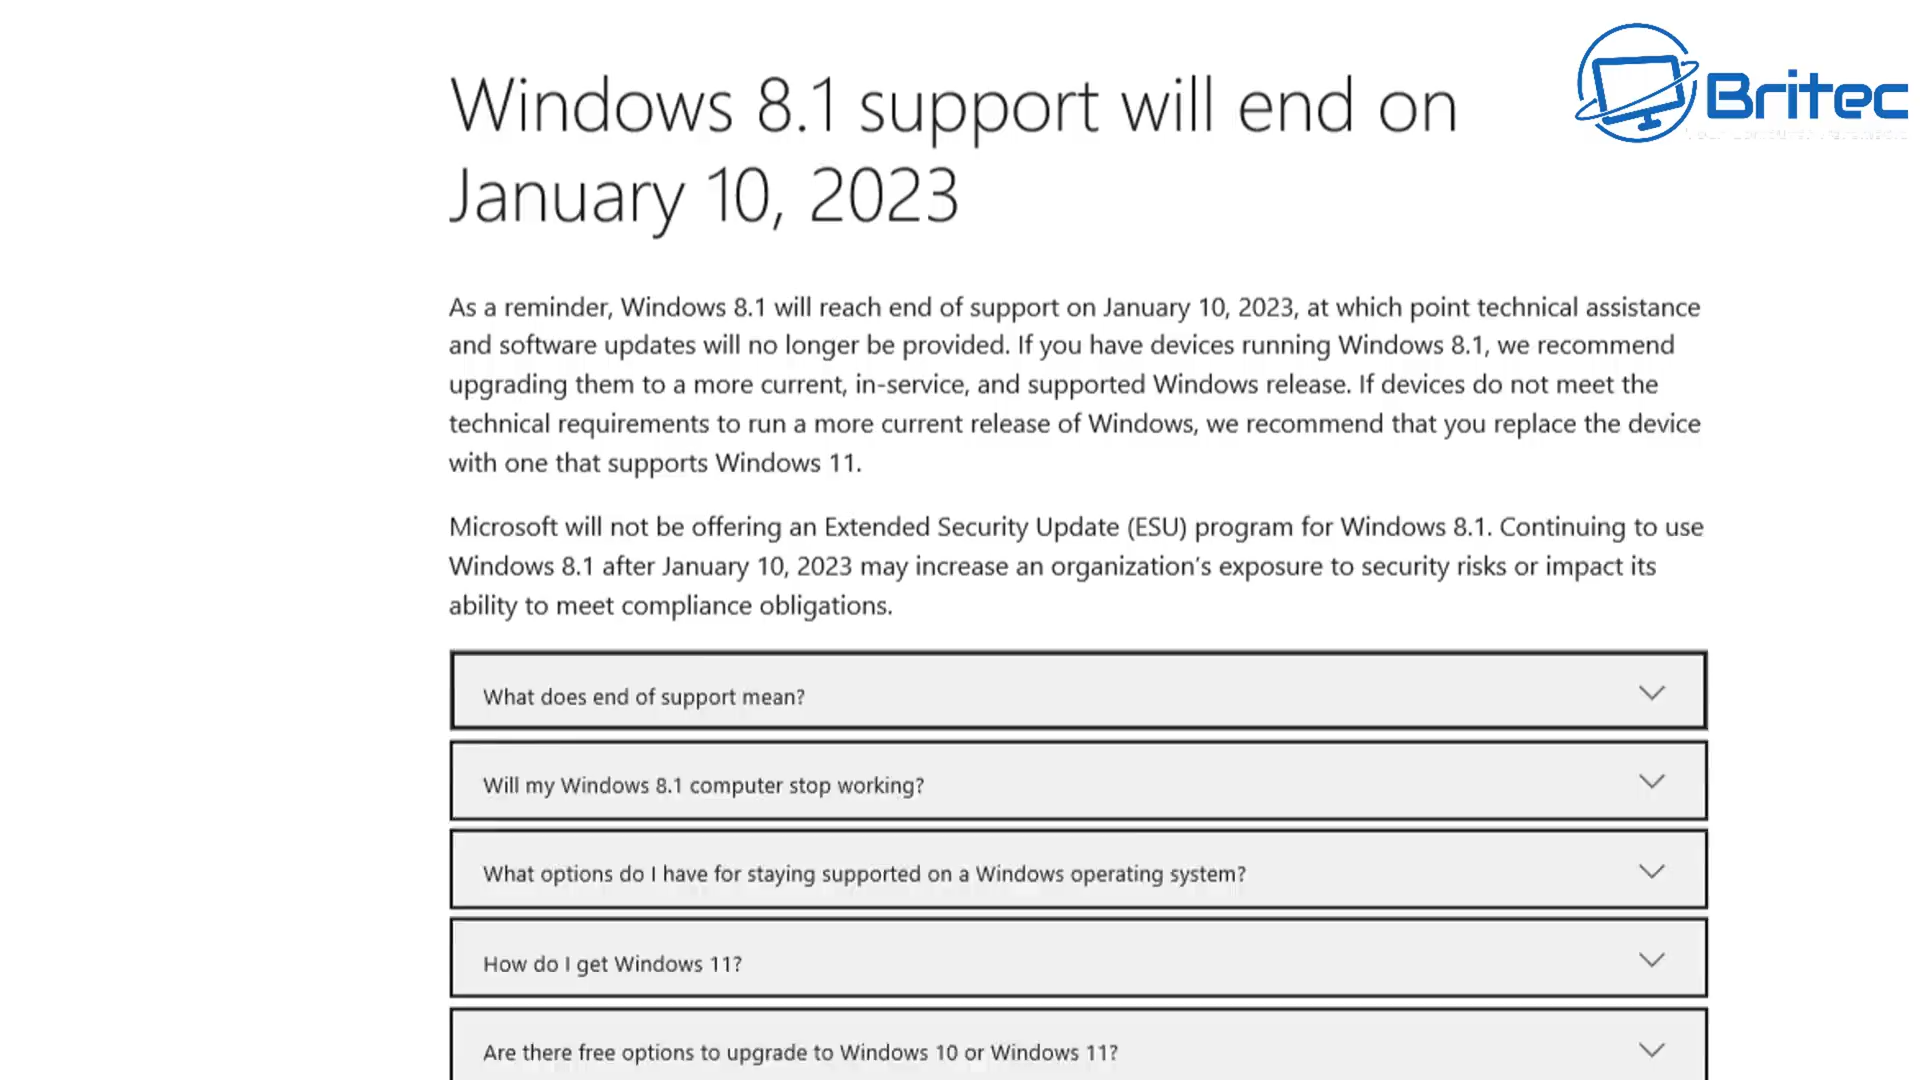 Britec
Windows 8.1 support will end on
January 10, 2023
As a reminder, Windows 8.1 will reach end of support on January 10, 2023, at which point technical assistance
and software updates will no longer be provided. If you have devices running Windows 8.1, we recommend
upgrading them to a more current, in-service, and supported Windows release. If devices do not meet the
technical requirements to run a more current release of Windows, we recommend that you replace the device
with one that supports Windows 11.
Microsoft will not be offering an Extended Security Update (ESU) program for Windows 8.1. Continuing to use
Windows 8.1 after January 10, 2023 may increase an organization's exposure to security risks or impact its
ability to meet compliance obligations.
What does end of support mean?
Will my Windows 8.1 computer stop working?
What options do I have for staying supported on a Windows operating system?
How do I get Windows 11?
Are there free options to upgrade to Windows 10 or Windows 11?